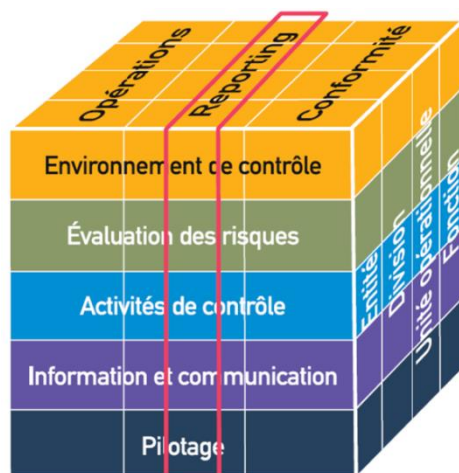 Opérations
Reporting
Conformité
Environnement de contrôle
Évaluation des risques
Activités de contrôle
Information et communication
Pilotage
Entité
Division
Unité opérationnelle
Fonction